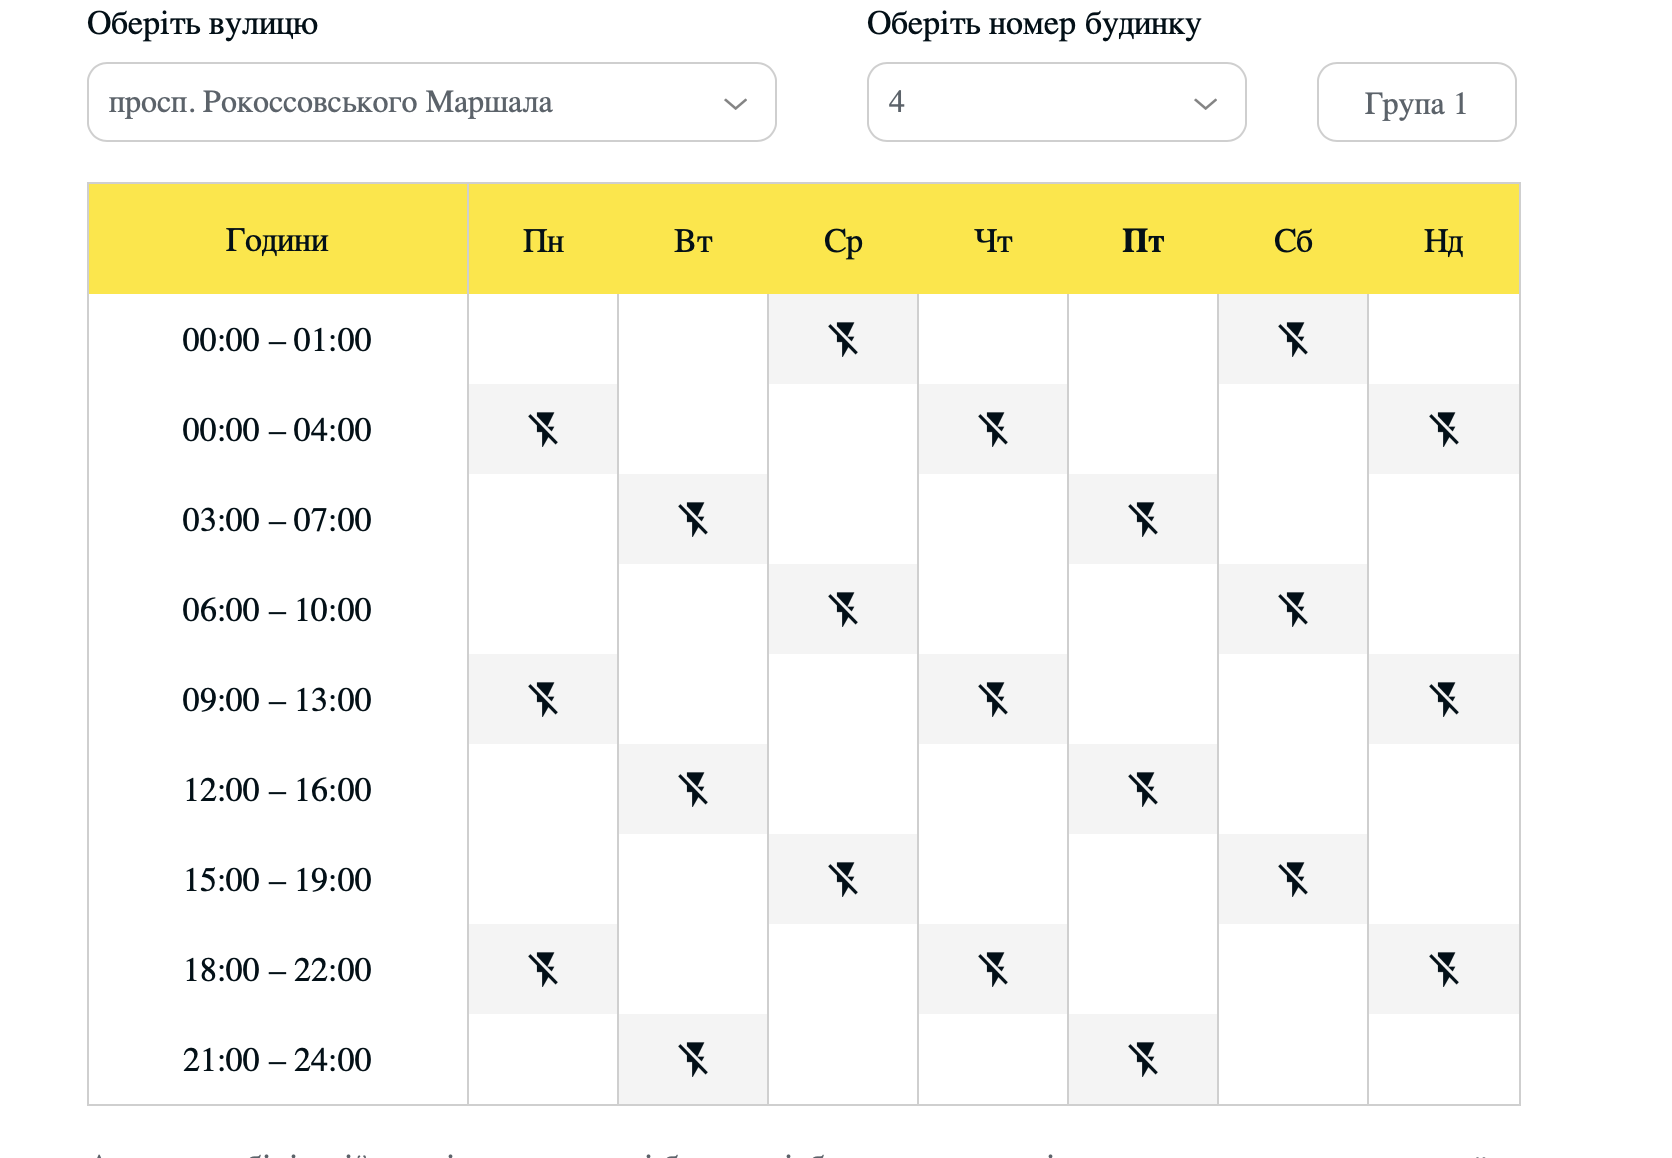 Оберіть вулицю Оберіть номер будинку
просп. Рокоссовського Маршала 4 Група 1
Години Пн Вт Ср Чт Пт Сб Нд
00:00 – 01:00
00:00 – 04:00
03:00 – 07:00
06:00 – 10:00
09:00 – 13:00
12:00 – 16:00
15:00 – 19:00
18:00 – 22:00
21:00 – 24:00